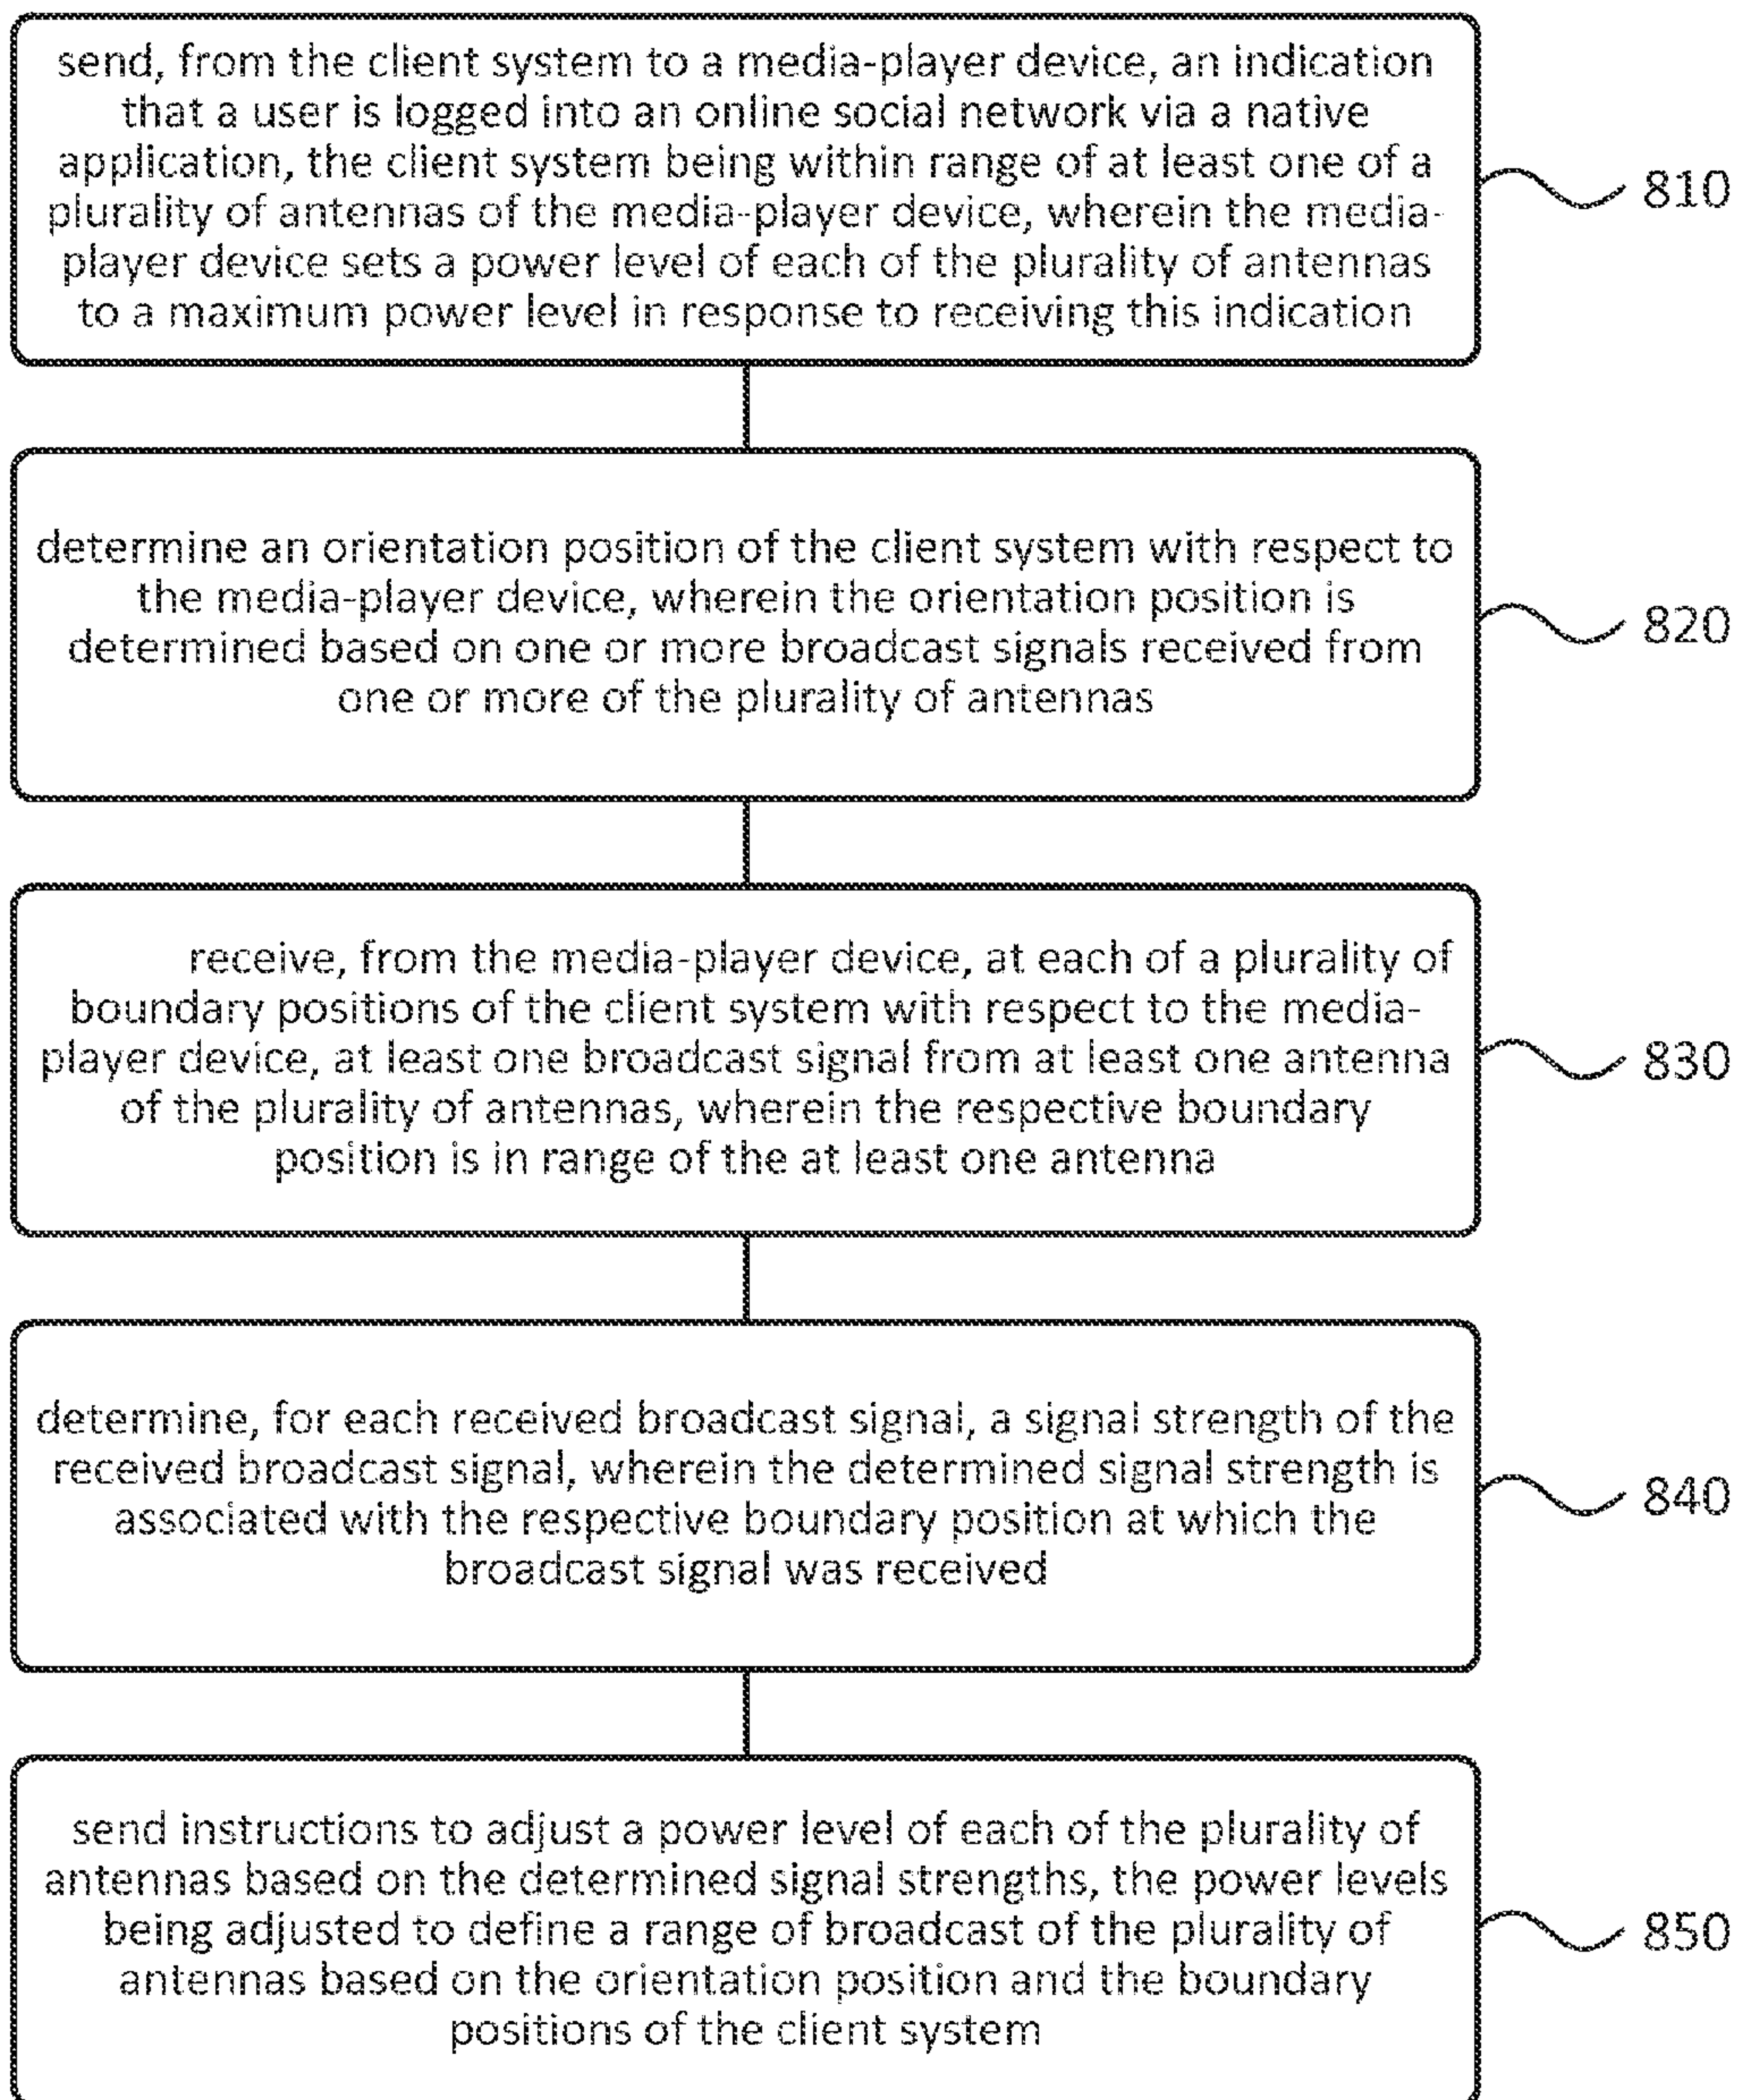 send, from the client system to a media-player device, an indication
that a user is logged into an online social network via a native
application, the client system being within range of at least one of a
plurality of antennas of the media-player device, wherein the media-
player device sets a power level of each of the plurality of antennas
to a maximum power level in response to receiving this indication
810
determine an orientation position of the client system with respect to
the media-player device, wherein the orientation position is
determined based on one or more broadcast signals received from
one or more of the plurality of antennas
820
receive, from the media-player device, at each of a plurality of
boundary positions of the client system with respect to the media-
player device, at least one broadcast signal from at least one antenna
of the plurality of antennas, wherein the respective boundary
position is in range of the at least one antenna
830
determine, for each received broadcast signal, a signal strength of the
received broadcast signal, wherein the determined signal strength is
associated with the respective boundary position at which the
broadcast signal was received
840
send instructions to adjust a power level of each of the plurality of
antennas based on the determined signal strengths, the power levels
being adjusted to define a range of broadcast of the plurality of
antennas based on the orientation position and the boundary
positions of the client system
850